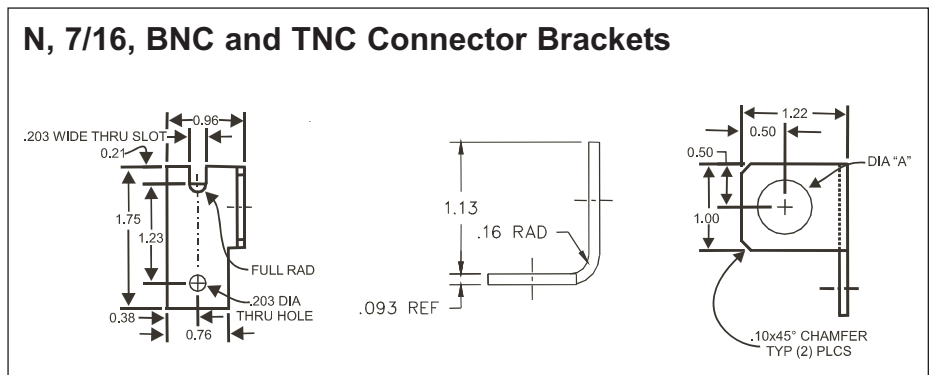 N, 7/16, BNC and TNC Connector Brackets
0.96
.203 WIDE THRU SLOT
0.21
1.75
1.23
FULL RAD
.203 DIA
THRU HOLE
0.38
0.76
1.13
.16 RAD
.093 REF
1.22
0.50
0.50
DIA "A"
1.00
.10x45° CHAMFER
TYP (2) PLCS